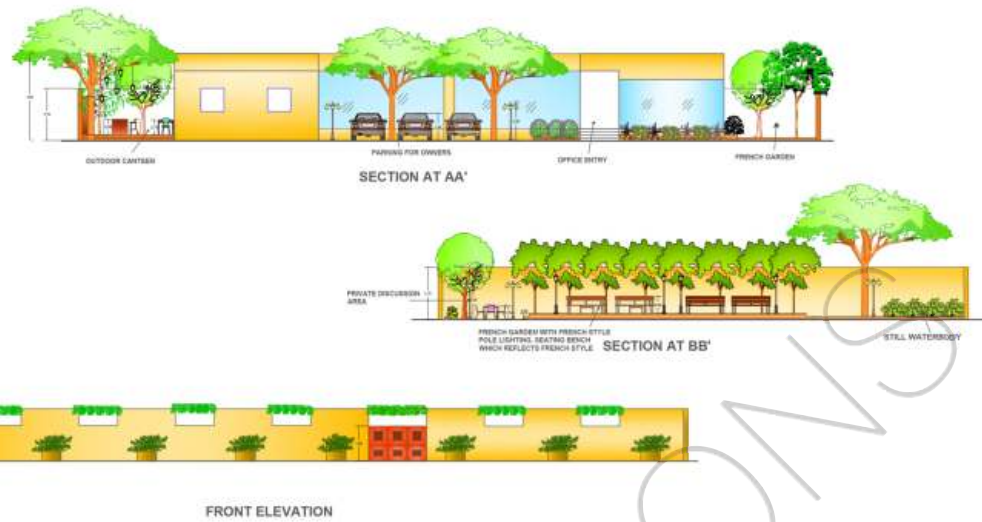 OUTDOOR CANTEEN
PARKING FOR OWNERS
OFFICE ENTRY
FRENCH GARDEN
SECTION AT AA'
PRIVATE DISCUSSION
AREA
FRENCH GARDEN WITH FRENCH STYLE
POLE LIGHTING, SEATING BENCH
WHICH REFLECTS FRENCH STYLE
SECTION AT BB'
STILL WATERBODY
FRONT ELEVATION
ONS